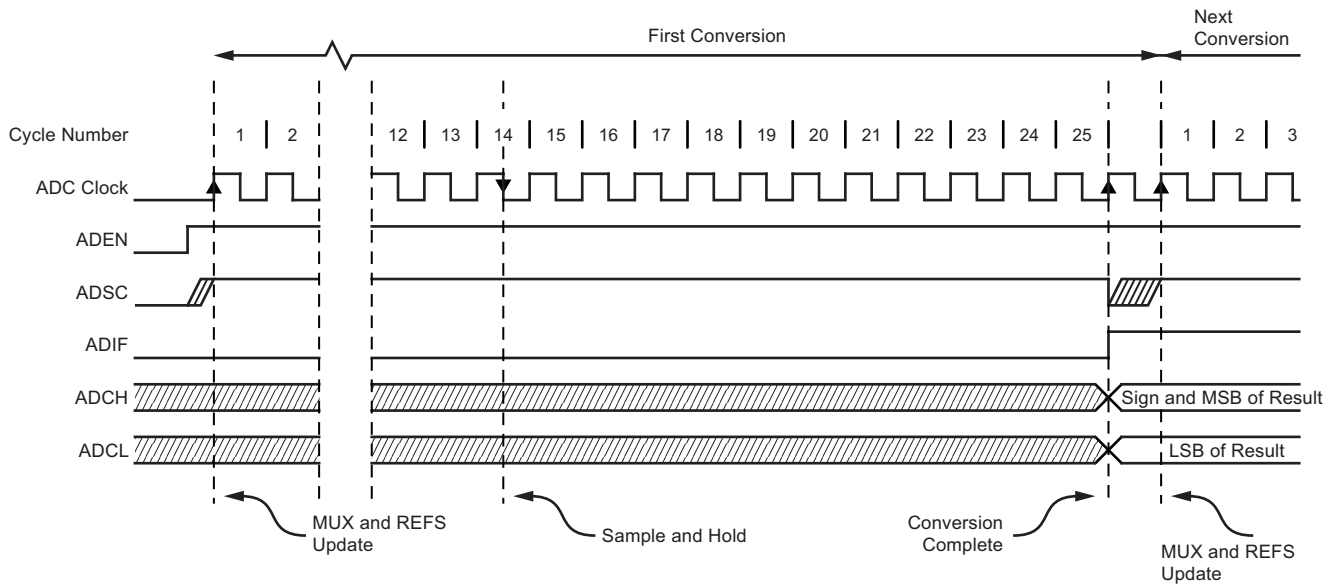 First Conversion
Next
Conversion
Cycle Number 1 2 12 13 14 15 16 17 18 19 20 21 22 23 24 25 1 2 3
ADC Clock
ADEN
ADSC
ADIF
ADCH Sign and MSB of Result
ADCL LSB of Result
MUX and REFS
Update
Sample and Hold
Conversion
Complete
MUX and REFS
Update